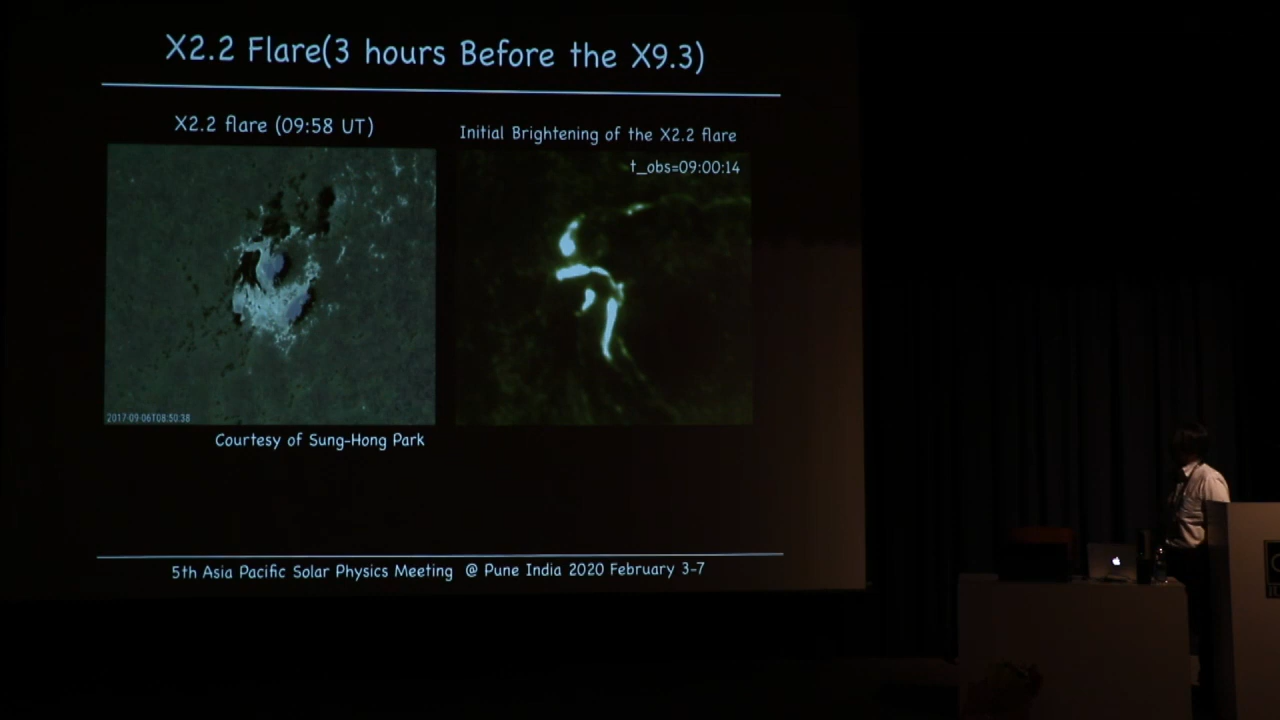 X2.2 Flare(3 hours Before the X9.3)
X2.2 flare (09:58 UT)
Initial Brightening of the X2.2 flare
t_obs=09:00:14
2017-09-06T08:50:38
Courtesy of Sung-Hong Park
5th Asia Pacific Solar Physics Meeting @ Pune India 2020 February 3-7